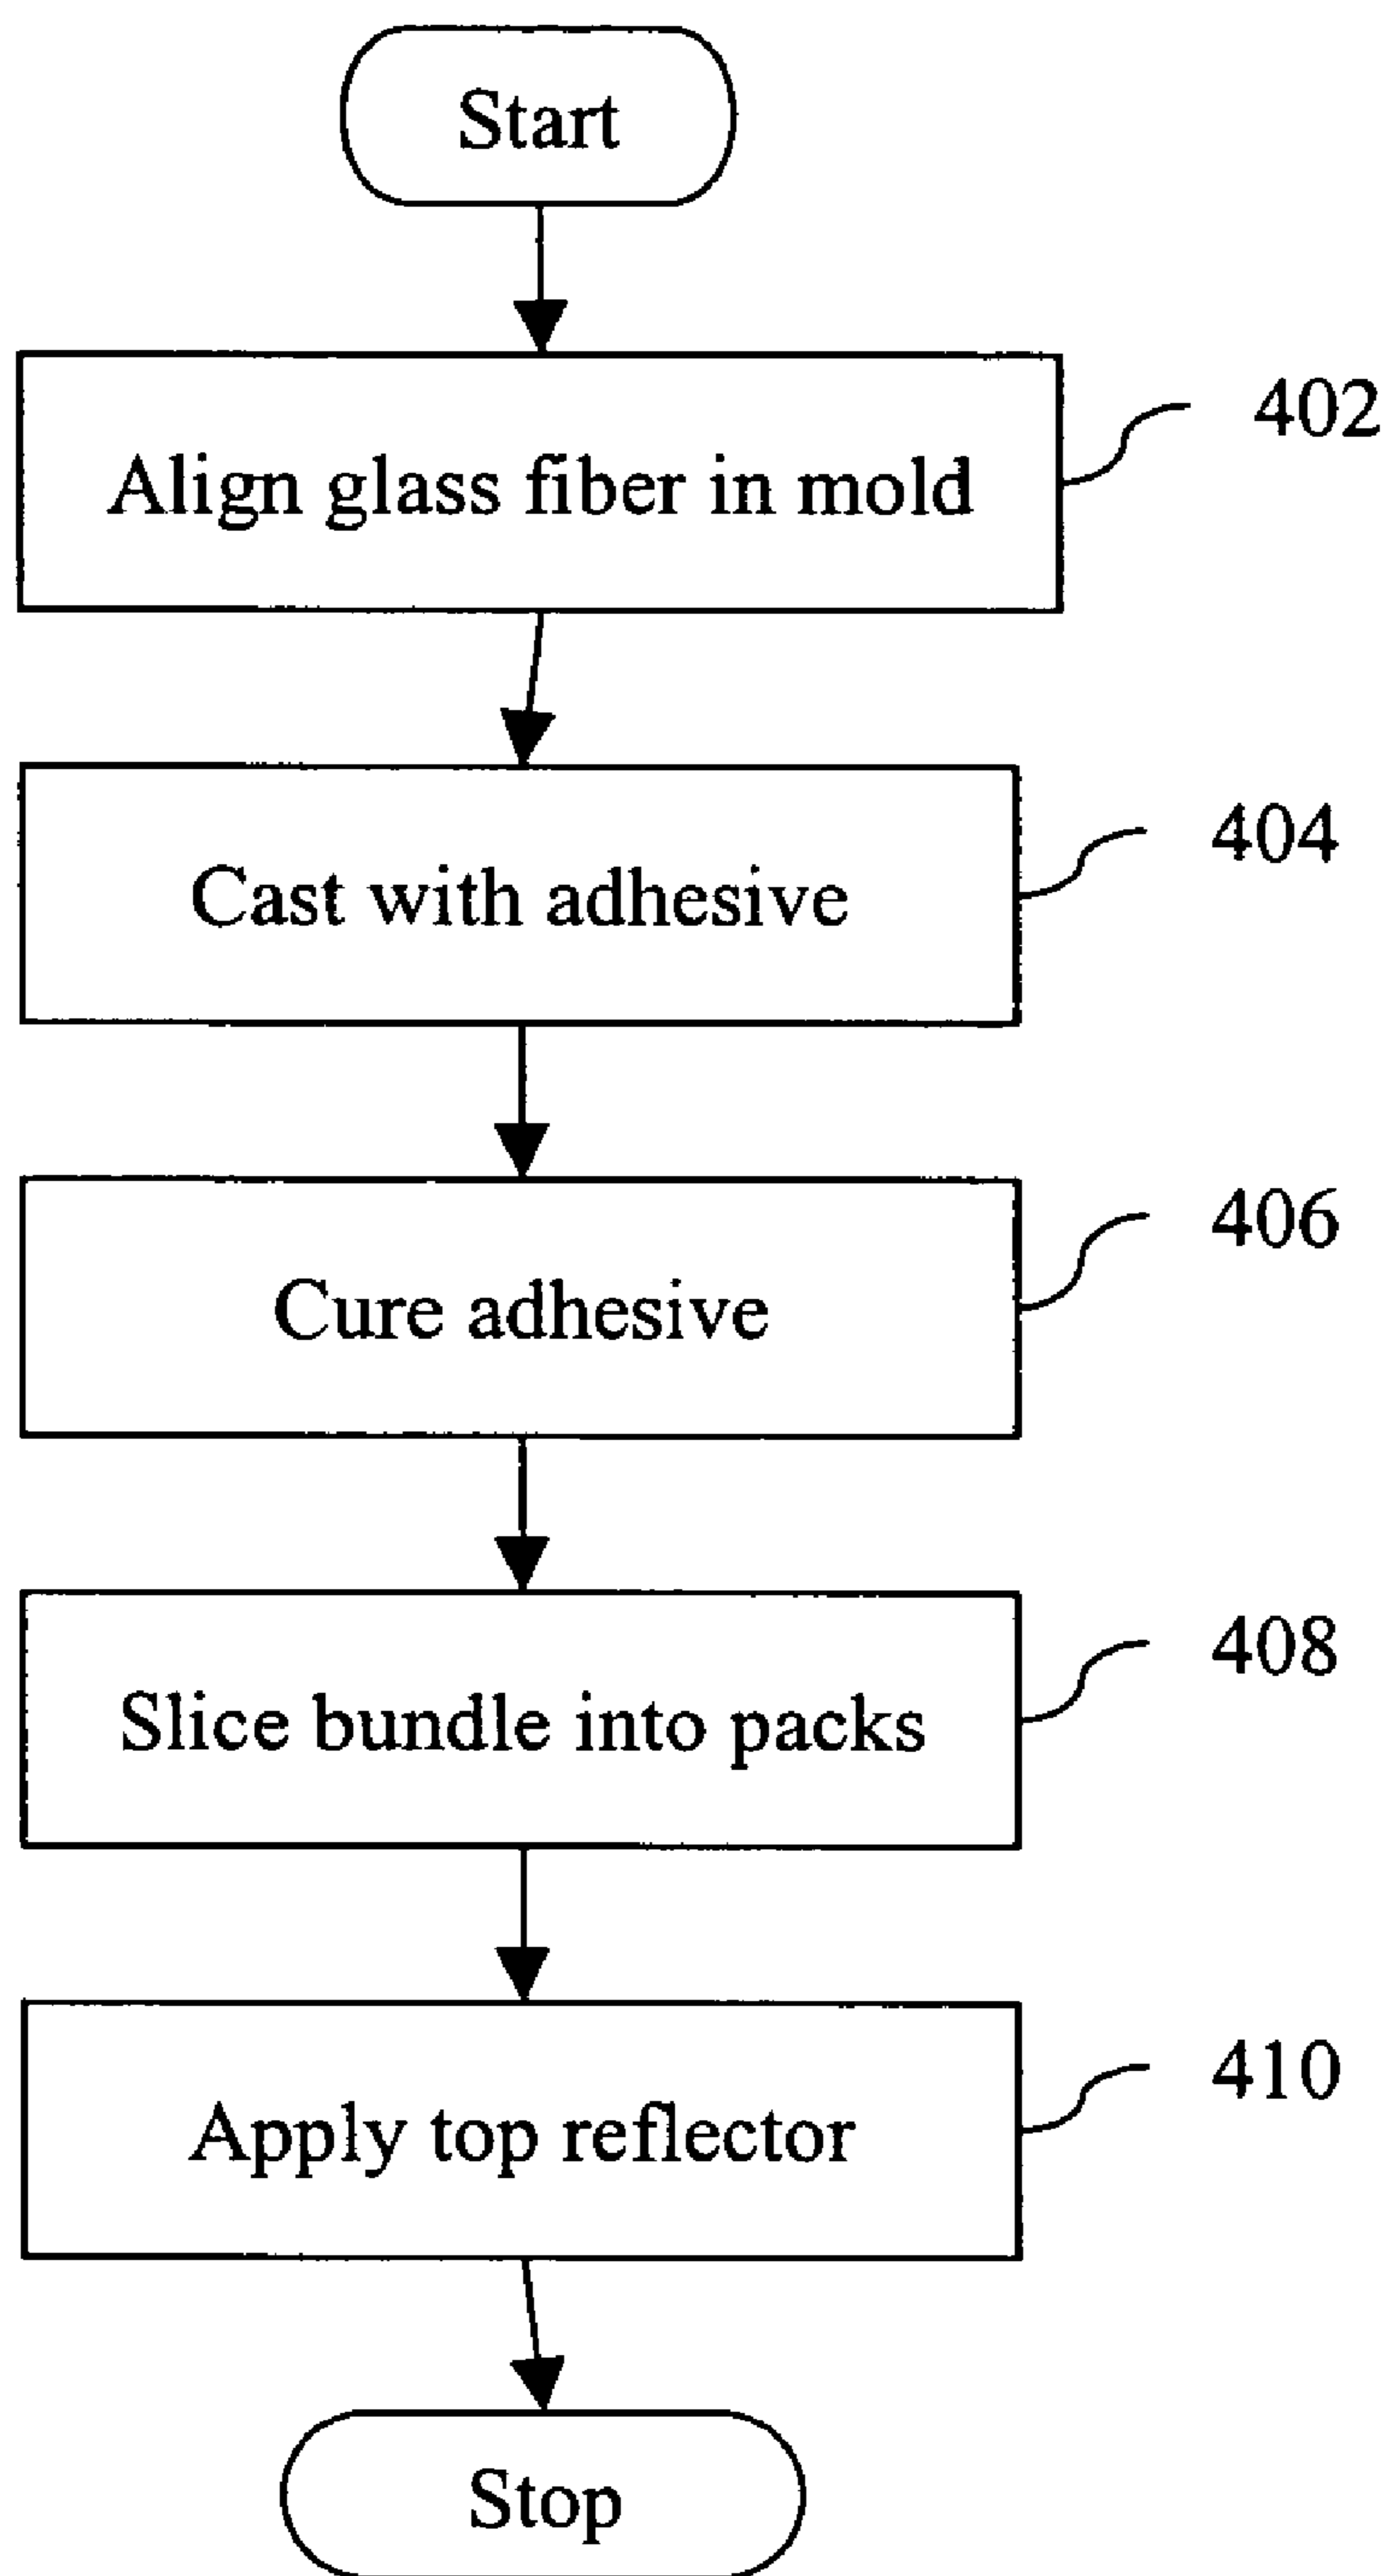 Start
Align glass fiber in mold
402
Cast with adhesive
404
Cure adhesive
406
Slice bundle into packs
408
Apply top reflector
410
Stop